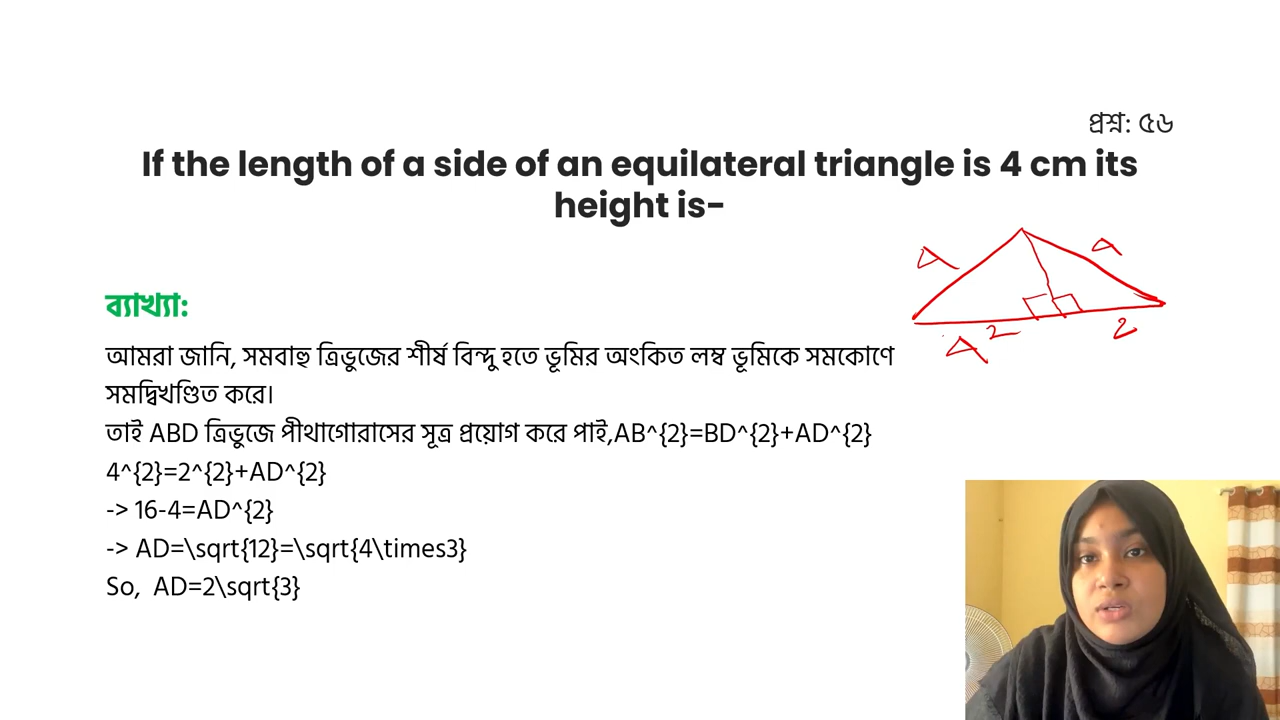 প্রশ্ন: ৫৬
If the length of a side of an equilateral triangle is 4 cm its
height is-
ব্যাখ্যা:
আমরা জানি, সমবাহু ত্রিভুজের শীর্ষ বিন্দু হতে ভূমির অংকিত লম্ব ভূমিকে সমকোণে
সমদ্বিখণ্ডিত করে।
তাই ABD ত্রিভুজে পীথাগোরাসের সূত্র প্রয়োগ করে পাই,AB^{2}=BD^{2}+AD^{2}
4^{2}=2^{2}+AD^{2}
-> 16-4=AD^{2}
-> AD=\sqrt{12}=\sqrt{4\times3}
So,  AD=2\sqrt{3}
2
2